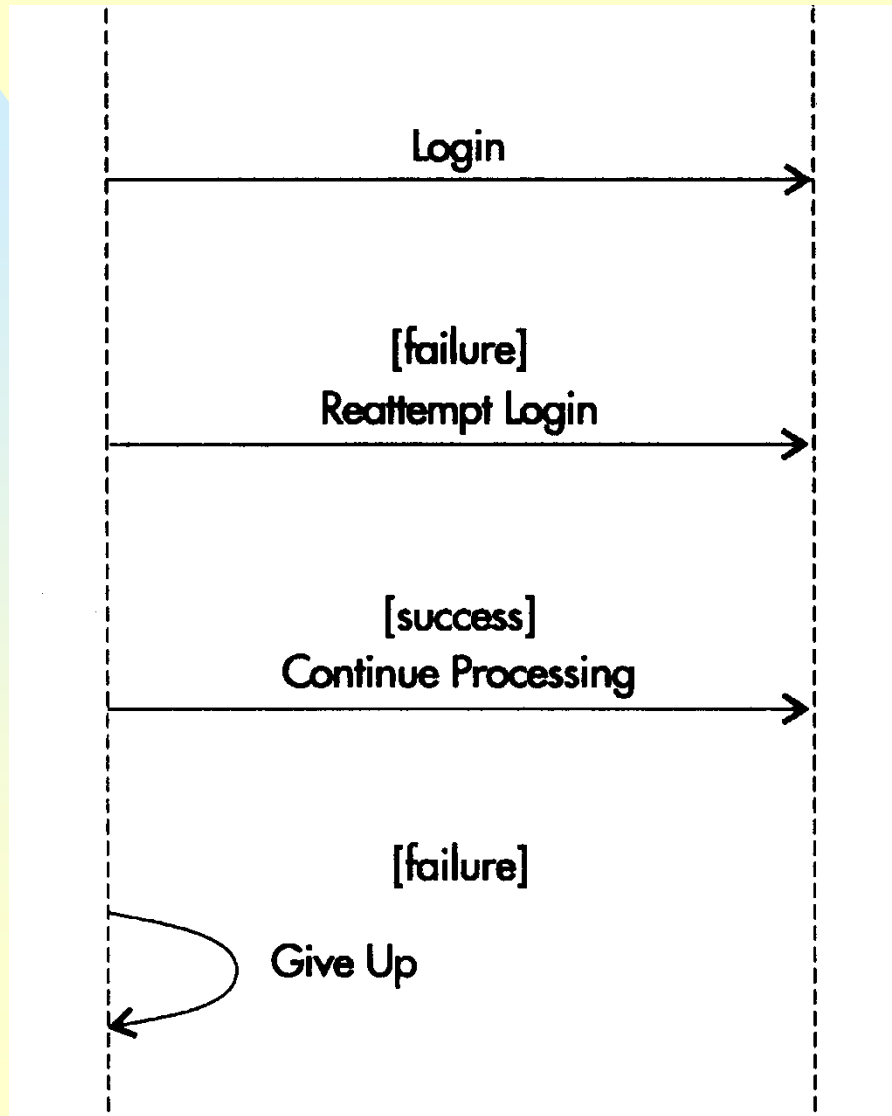 Login
[failure]
Reattempt Login
[success]
Continue Processing
[failure]
Give Up